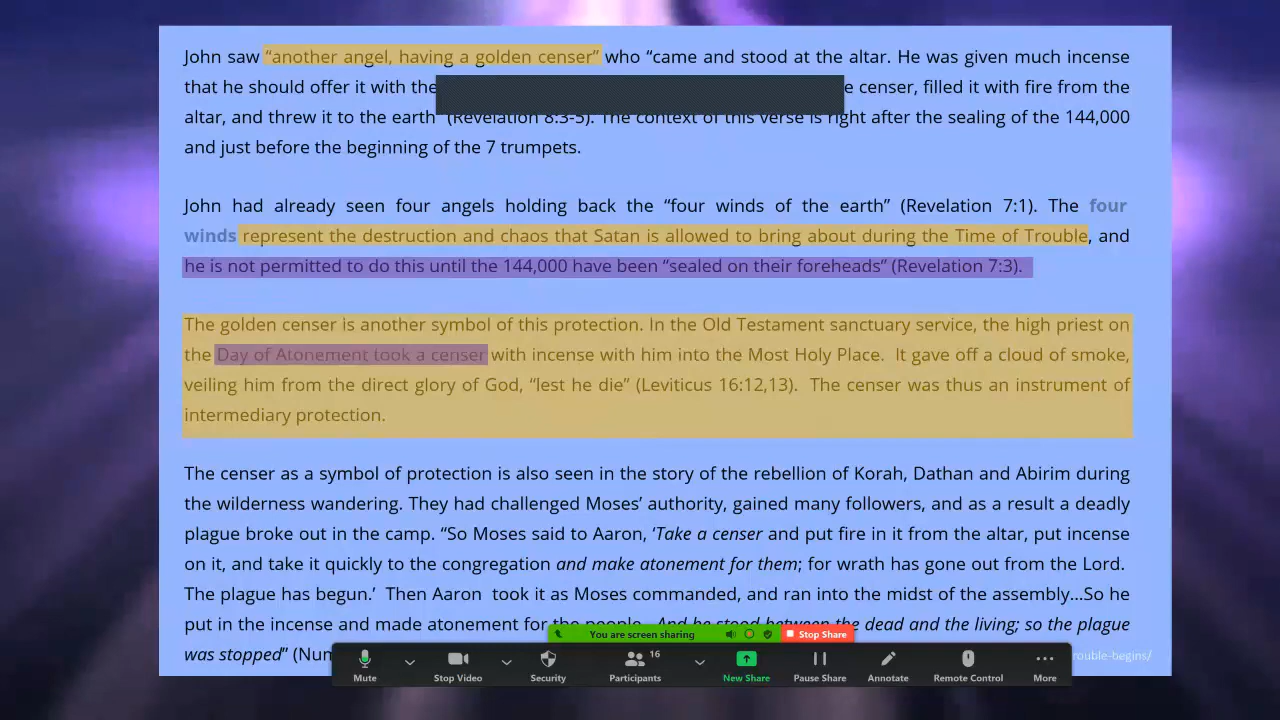 John saw “another angel, having a golden censer” who “came and stood at the altar. He was given much incense
that he should offer it with the e censer, filled it with fire from the
altar, and threw it to the earth (Revelation 8:3-5). The context of this verse is right after the sealing of the 144,000
and just before the beginning of the 7 trumpets.
John had already seen four angels holding back the “four winds of the earth” (Revelation 7:1). The four
winds represent the destruction and chaos that Satan is allowed to bring about during the Time of Trouble, and
he is not permitted to do this until the 144,000 have been “sealed on their foreheads” (Revelation 7:3).
The golden censer is another symbol of this protection. In the Old Testament sanctuary service, the high priest on
the Day of Atonement took a censer with incense with him into the Most Holy Place. It gave off a cloud of smoke,
veiling him from the direct glory of God, “lest he die” (Leviticus 16:12,13). The censer was thus an instrument of
intermediary protection.
The censer as a symbol of protection is also seen in the story of the rebellion of Korah, Dathan and Abirim during
the wilderness wandering. They had challenged Moses’ authority, gained many followers, and as a result a deadly
plague broke out in the camp. “So Moses said to Aaron, ‘Take a censer and put fire in it from the altar, put incense
on it, and take it quickly to the congregation and make atonement for them; for wrath has gone out from the Lord.
The plague has begun.’ Then Aaron took it as Moses commanded, and ran into the midst of the assembly…So he
put in the incense and made atonement for the people. And he stood between the dead and the living; so the plague
You are screen sharing Stop Share
was stopped” (Num rouble-begins/
16
Mute Stop Video Security Participants New Share Pause Share Annotate Remote Control More